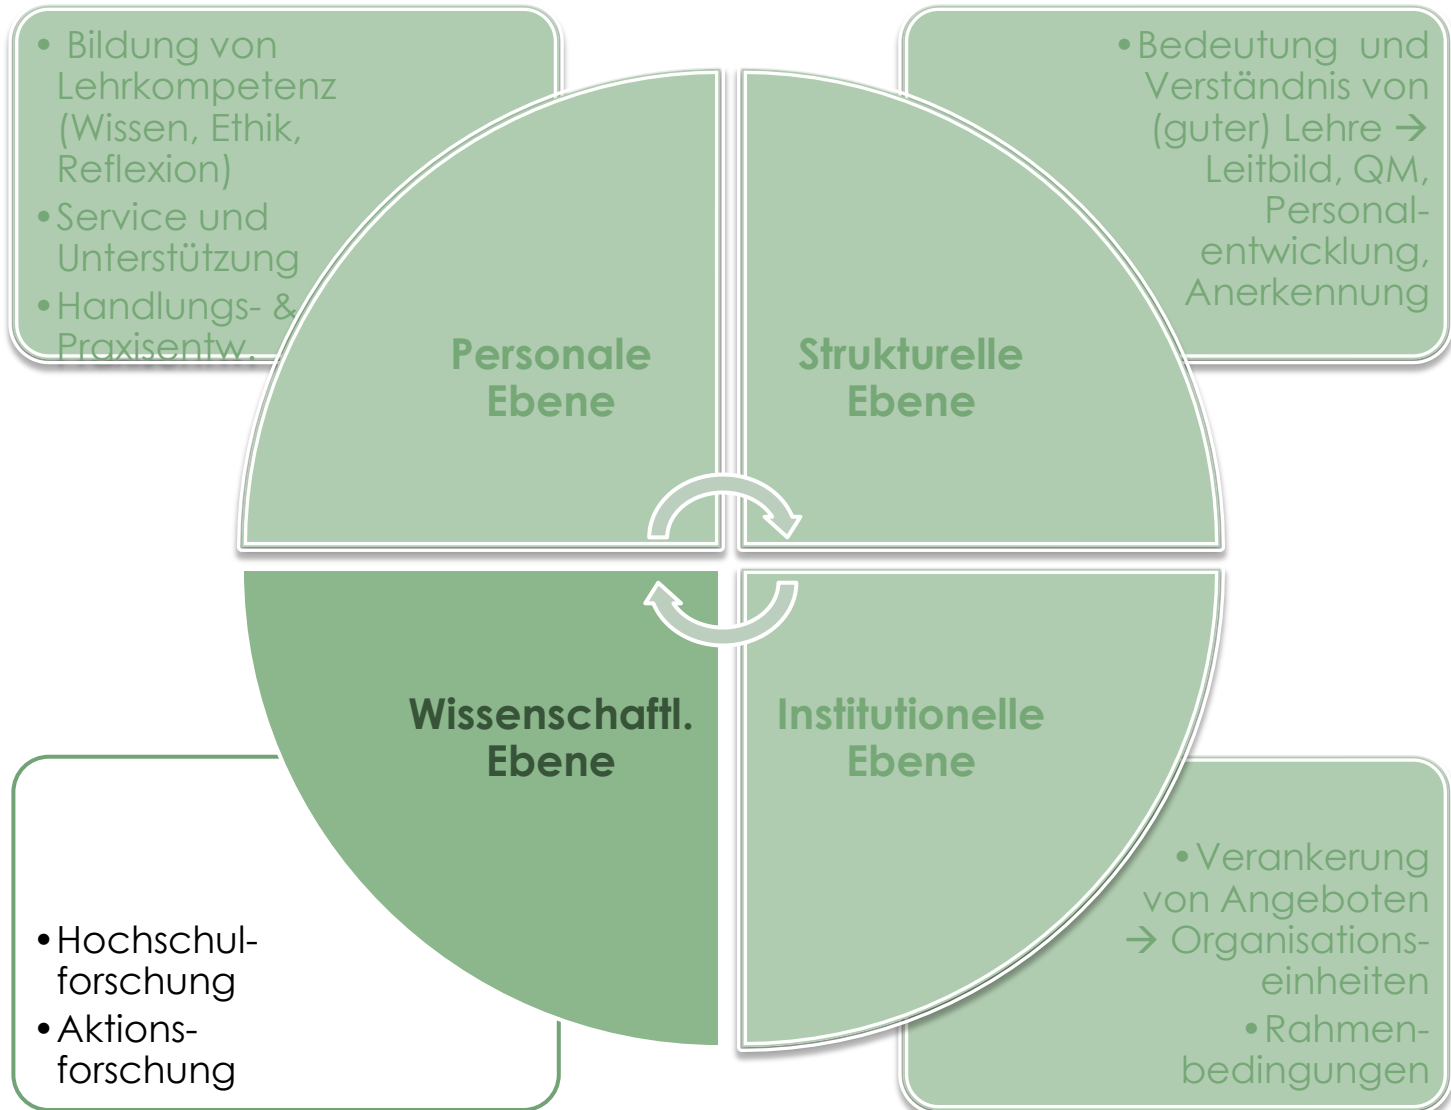 • Bildung von
Lehrkompetenz
(Wissen, Ethik,
Reflexion)
• Service und
Unterstützung
• Handlungs- &
Praxisentw.
• Bedeutung und
Verständnis von
(guter) Lehre →
Leitbild, QM,
Personal-
entwicklung,
Anerkennung
Personale
Ebene
Strukturelle
Ebene
Wissenschaftl.
Ebene
Institutionelle
Ebene
• Hochschul-
forschung
• Aktions-
forschung
• Verankerung
von Angeboten
→ Organisations-
einheiten
• Rahmen-
bedingungen